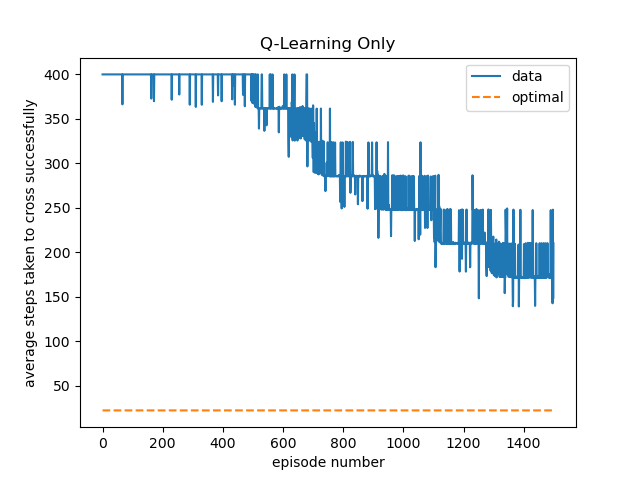 Q-Learning Only
average steps taken to cross successfully
400
350
300
250
200
150
100
50
data
optimal
0 200 400 600 800 1000 1200 1400
episode number